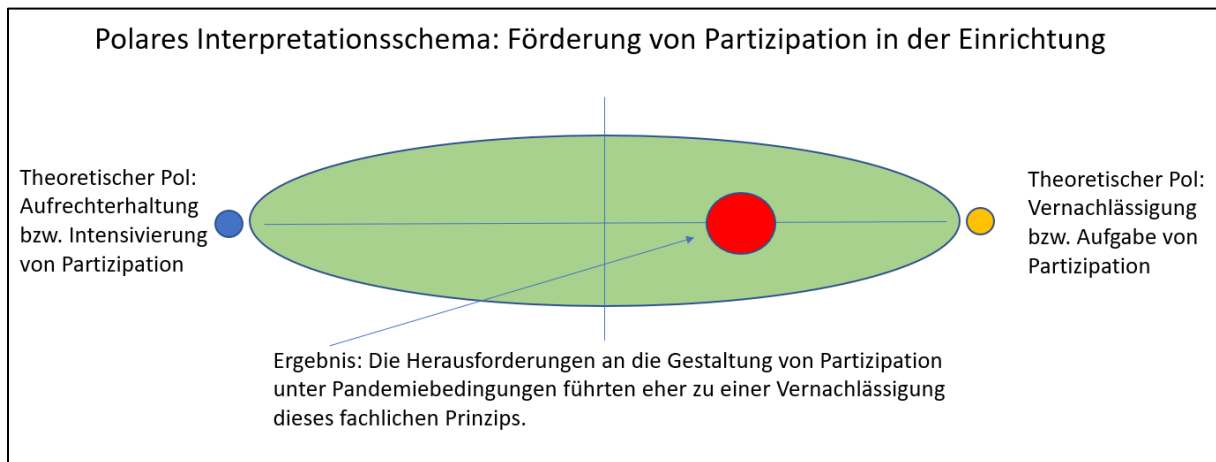 Polares Interpretationsschema: Förderung von Partizipation in der Einrichtung
Theoretischer Pol:
Aufrechterhaltung
bzw. Intensivierung
von Partizipation
Theoretischer Pol:
Vernachlässigung
bzw. Aufgabe von
Partizipation
Ergebnis: Die Herausforderungen an die Gestaltung von Partizipation
unter Pandemiebedingungen führten eher zu einer Vernachlässigung
dieses fachlichen Prinzips.